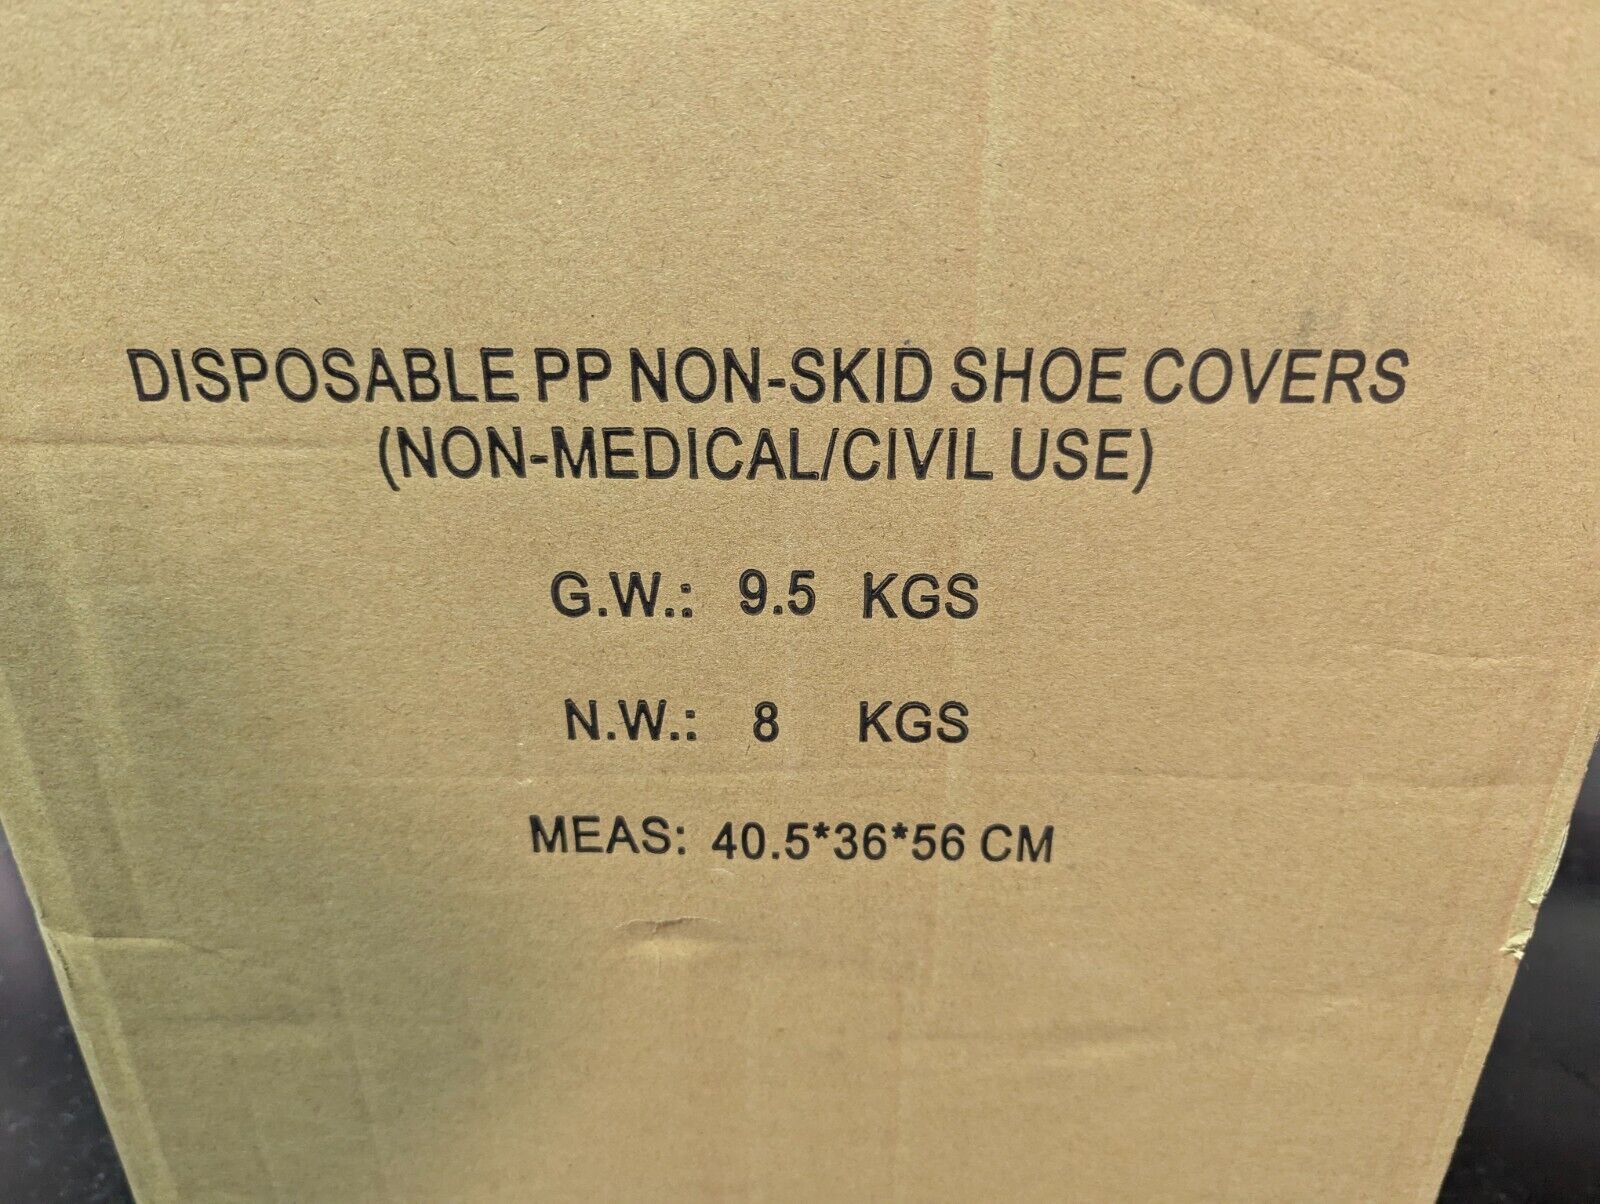 DISPOSABLE PP NON-SKID SHOE COVERS
(NON-MEDICAL/CIVIL USE)
G.W.: 9.5 KGS
N.W.: 8 KGS
MEAS: 40.5*36*56 CM